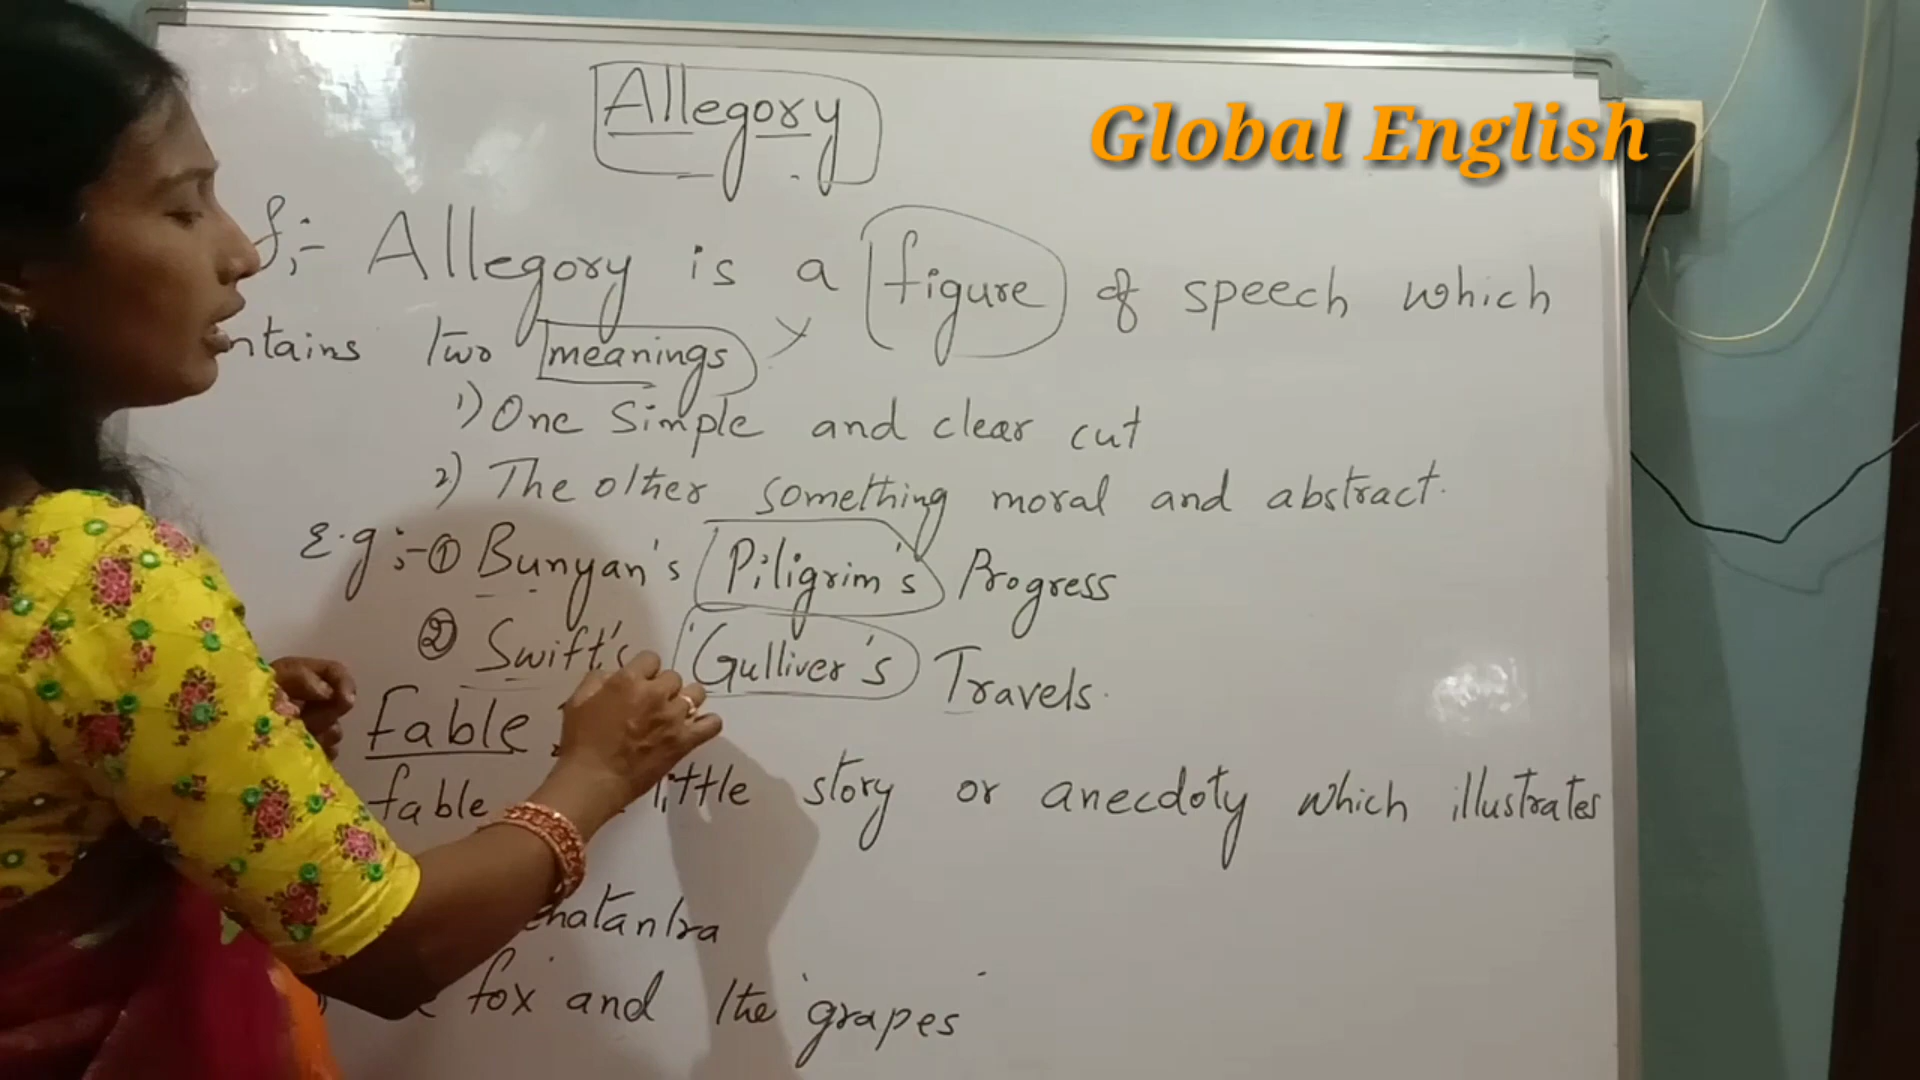 Allegory
Global English
f:- Allegory is a figure of speech which
ntains two meanings
1) One Simple and clear cut
2) The other something moral and abstract.
E.g:- ① Bunyan's Piligrim's Progress
② Swift's 'Gulliver's Travels.
Fable
fable little story or anecdoty which illustrates
chatantra
fox and the grapes